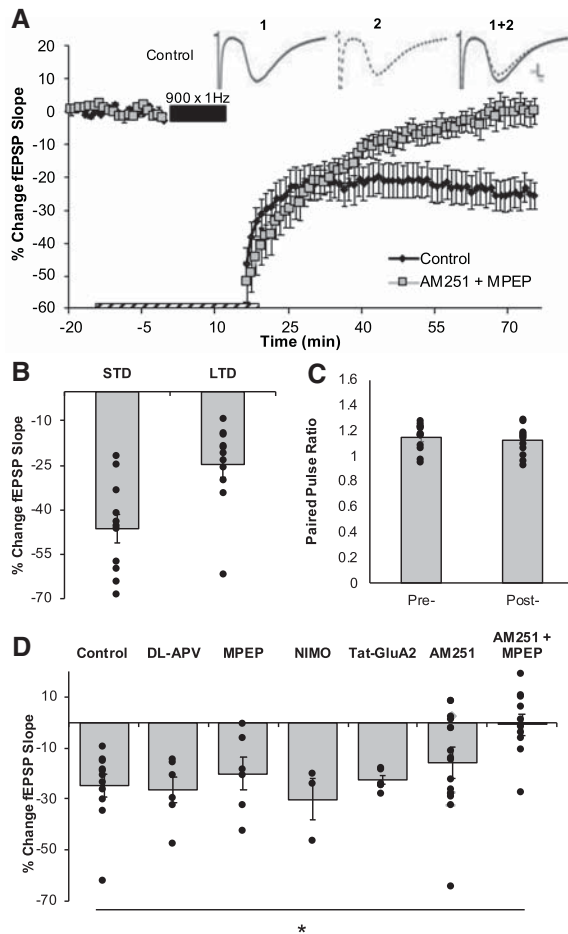 A
1 2 1+2
Control
% Change fEPSP Slope
20
10
0
-10
-20
-30
-40
-50
-60
900 x 1Hz
Control
AM251 + MPEP
-20 -5 10 25 40 55 70
Time (min)
B
STD LTD
% Change fEPSP Slope
-10
-25
-40
-55
-70
C
Paired Pulse Ratio
1.6
1.4
1.2
1
0.8
0.6
0.4
0.2
0
Pre- Post-
D
Control DL-APV MPEP NIMO Tat-GluA2 AM251 AM251 +
MPEP
% Change fEPSP Slope
10
-10
-30
-50
-70
*